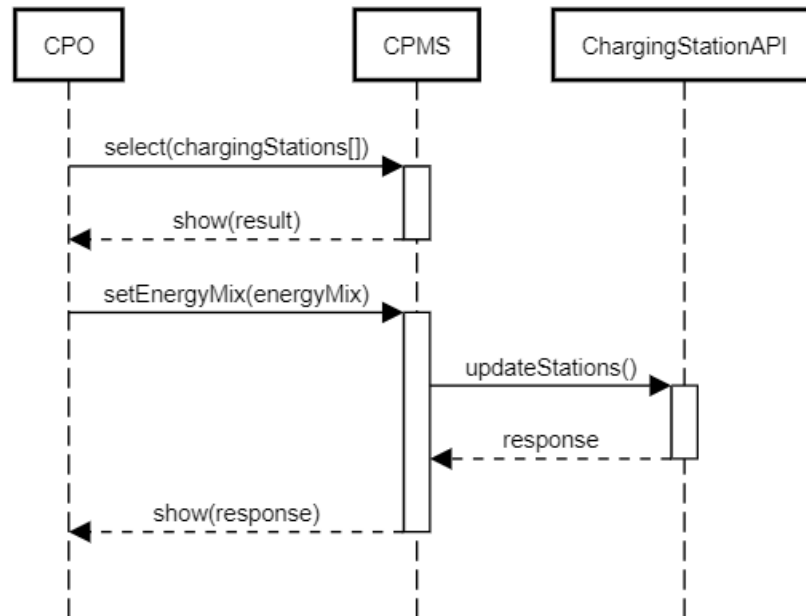 CPO
CPMS
ChargingStationAPI
select(chargingStations[])
show(result)
setEnergyMix(energyMix)
updateStations()
response
show(response)